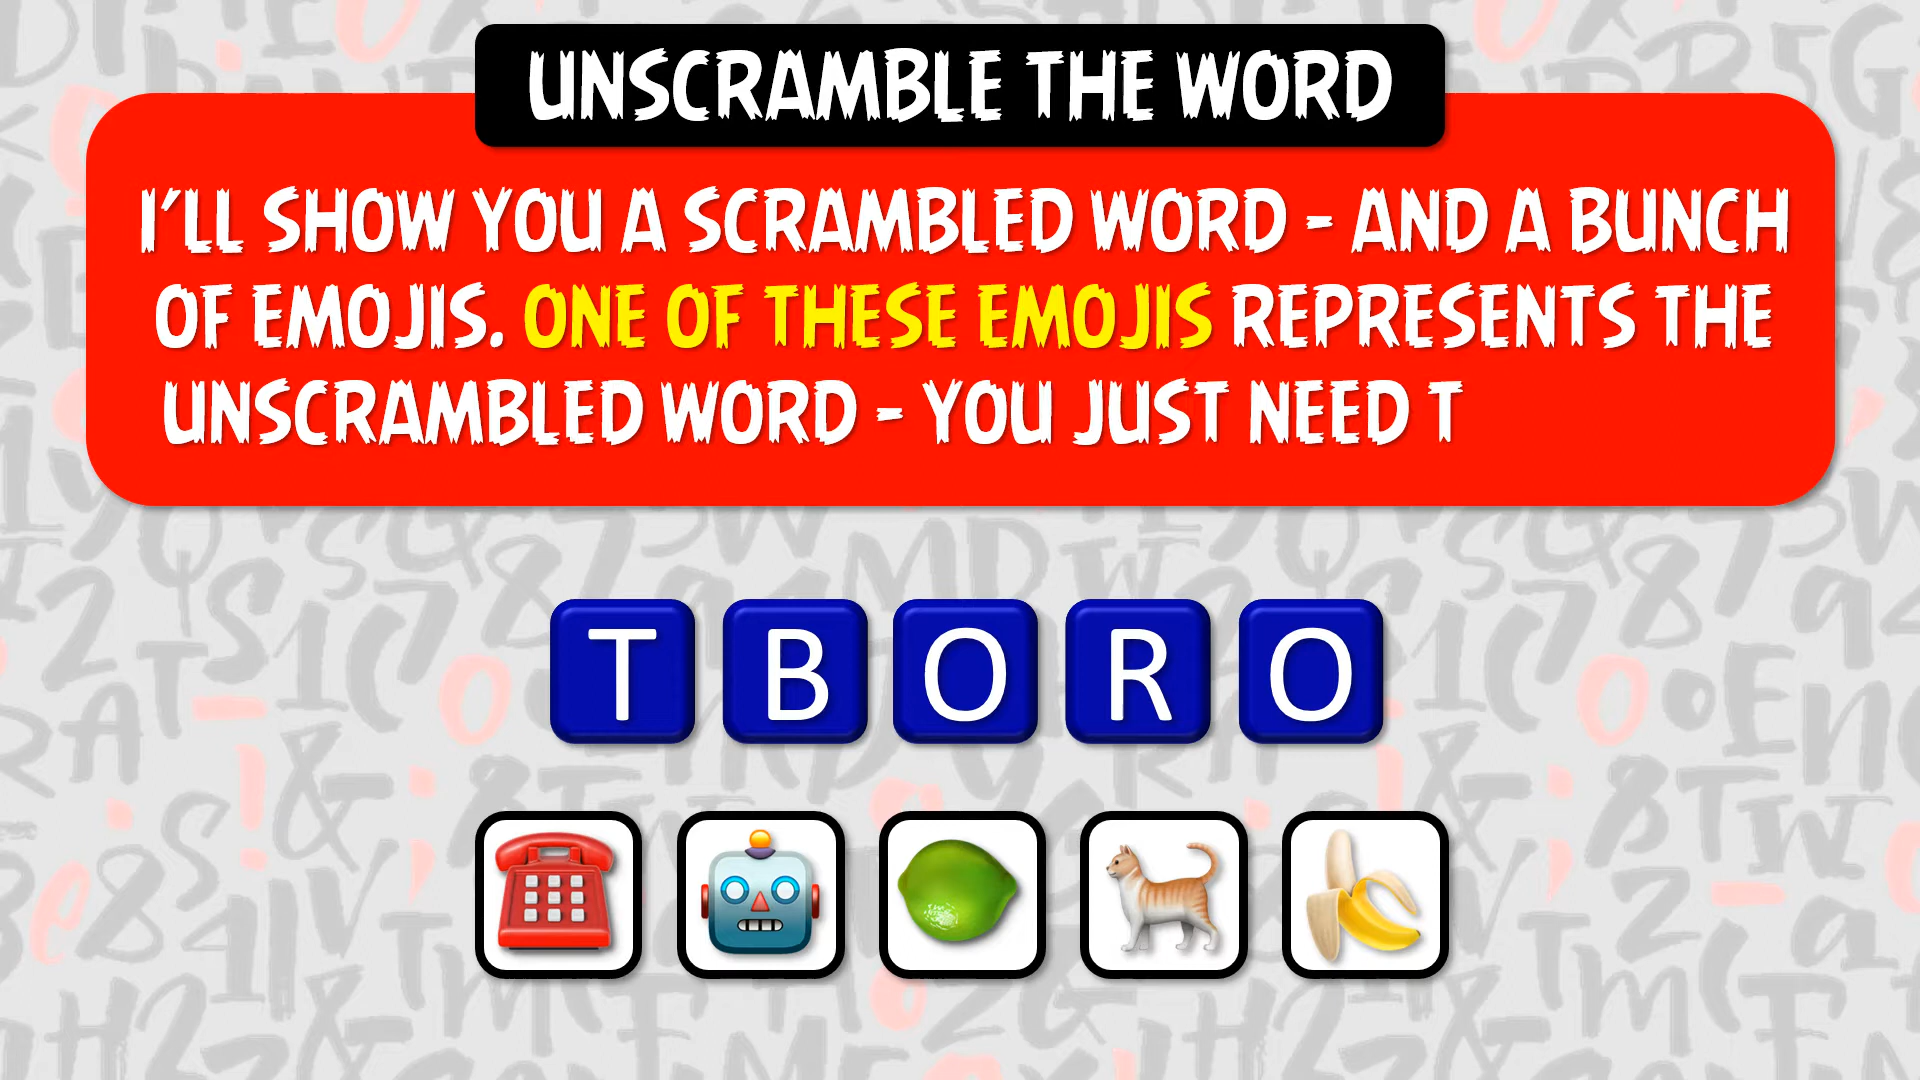 UNSCRAMBLE THE WORD
I'LL SHOW YOU A SCRAMBLED WORD - AND A BUNCH
OF EMOJIS. ONE OF THESE EMOJIS REPRESENTS THE
UNSCRAMBLED WORD - YOU JUST NEED T
T B O R O